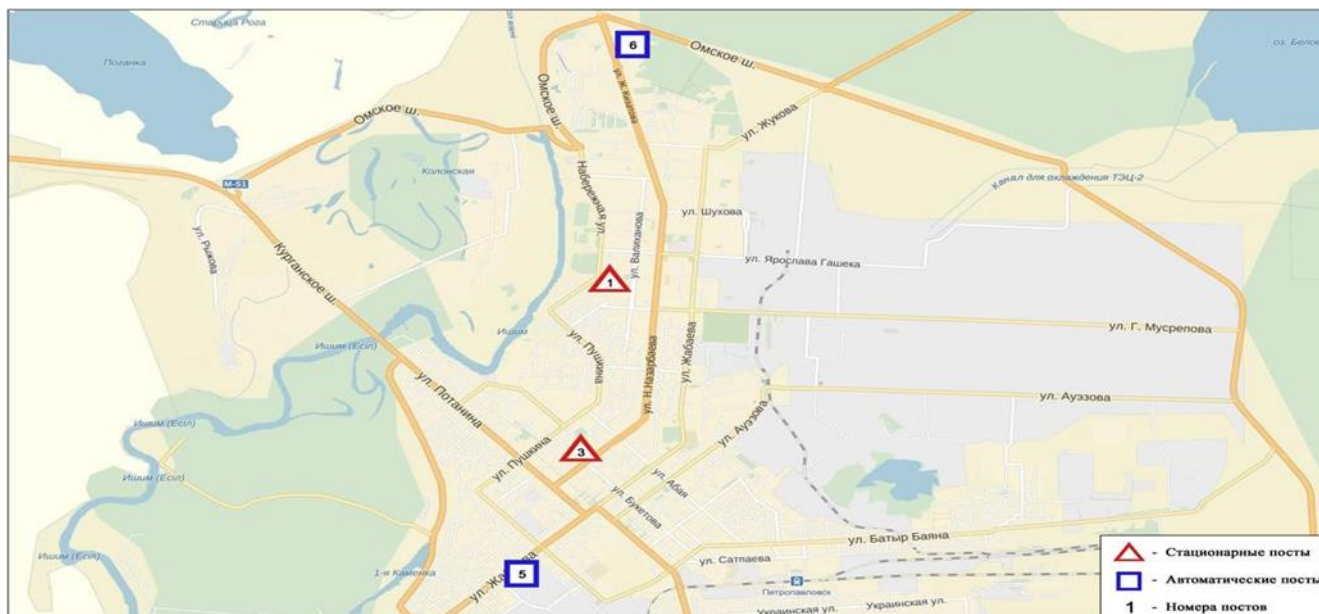 Старица Рога
Поганка
6
Омское ш.
оз. Белое
ул. Ж. Кизатова
Омское ш.
Омское ш.
ул. Жукова
Колонская
Набережная ул.
Канал для охлаждения ТЭЦ-2
М-51
ул. Шухова
ул. Рыжова
ул. Валиханова
Курганское ш.
ул. Ярослава Гашека
1
Ишим
ул. Г. Мусрепова
Ишим (Есіл)
ул. Пушкина
ул. Жабаева
ул. Н.Назарбаева
ул. Потанина
ул. Ауэзова
ул. Ауэзова
Ишим (Есіл)
3
ул. Пушкина
ул. Абая
ул. Букетова
Ишим (Есіл)
ул. Батыр Баяна
ул. Сатпаева
1-я Каменка
5
Петропавловск
Украинская ул.
Украинская ул.
- Стационарные посты
- Автоматические посты
1 - Номера постов